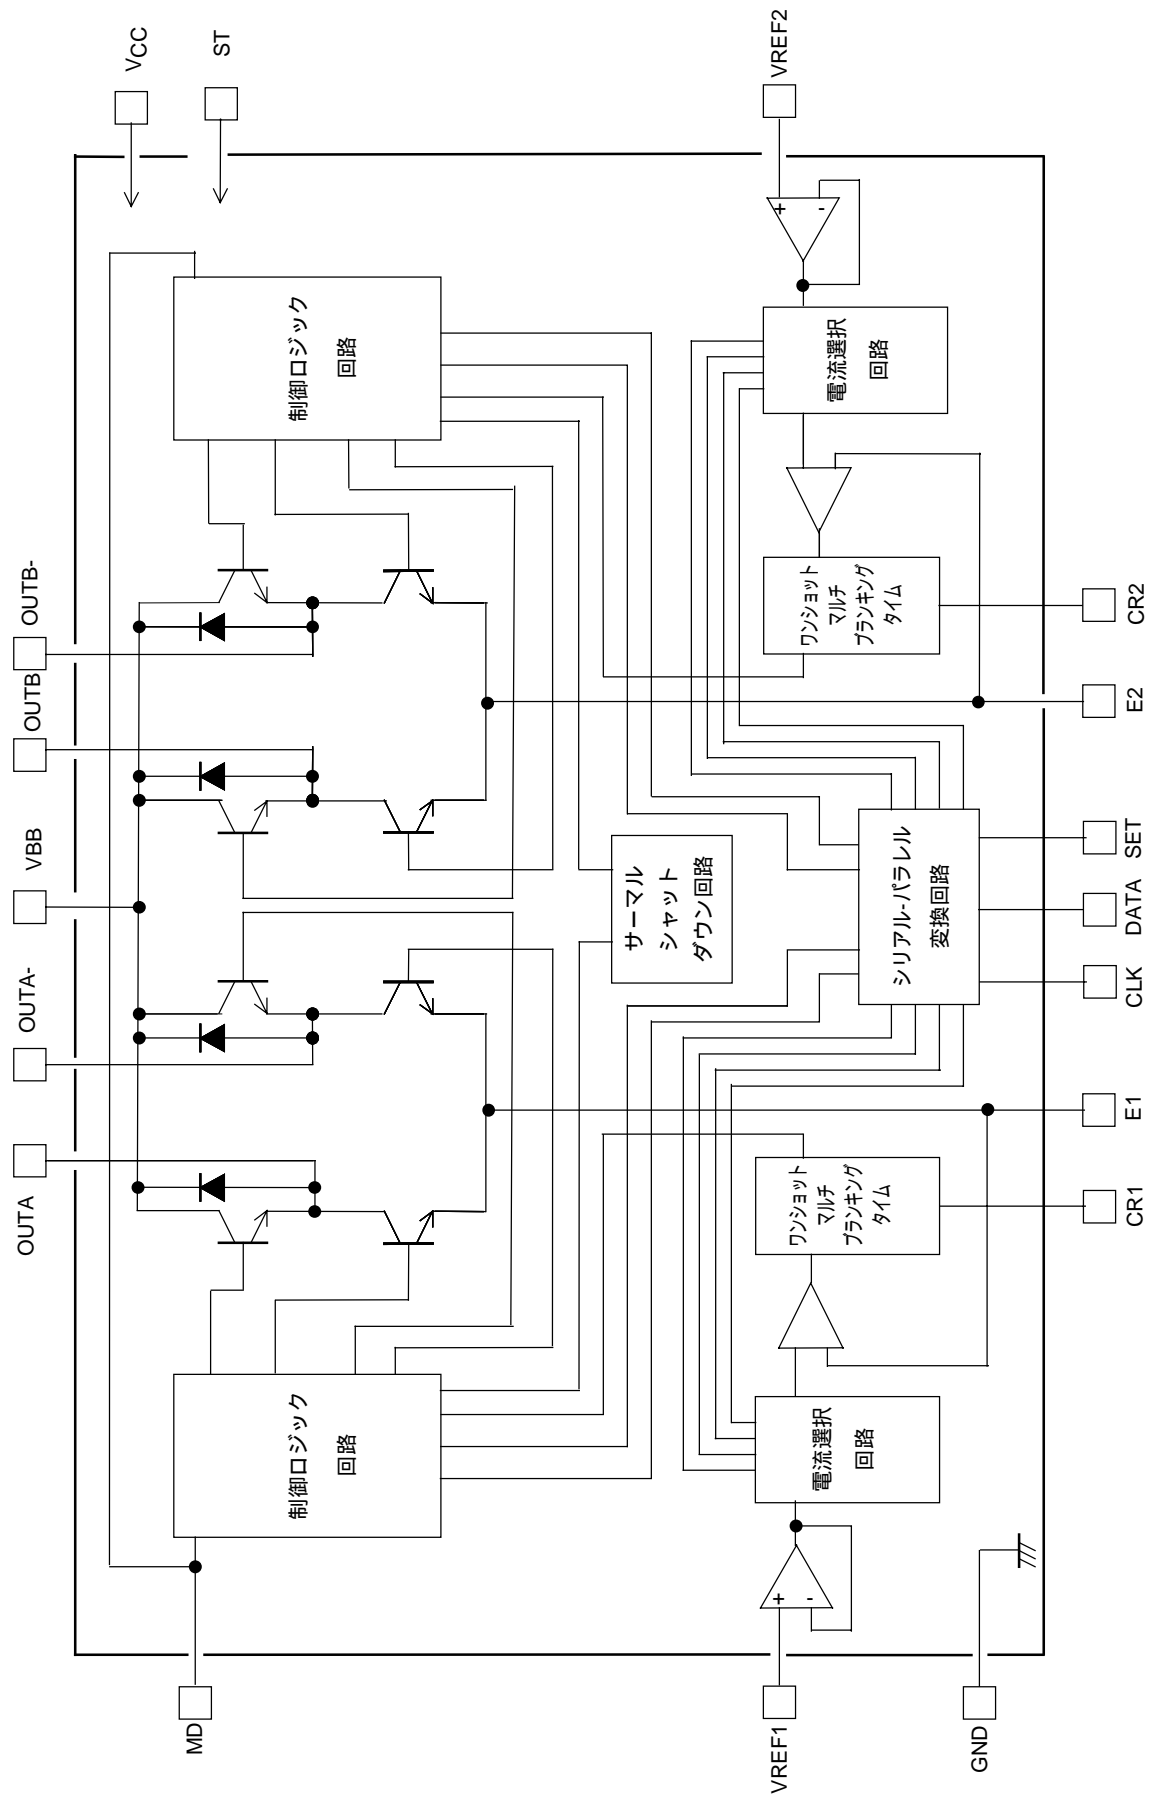 OUTA
OUTA-
VBB
OUTB
OUTB-
VCC
ST
MD
制御ロジック
回路
制御ロジック
回路
サーマル
シャット
ダウン回路
VREF1
+
-
電流選択
回路
ワンショット
マルチ
ブランキング
タイム
シリアル-パラレル
変換回路
ワンショット
マルチ
ブランキング
タイム
電流選択
回路
+
-
VREF2
GND
CR1
E1
CLK
DATA
SET
E2
CR2